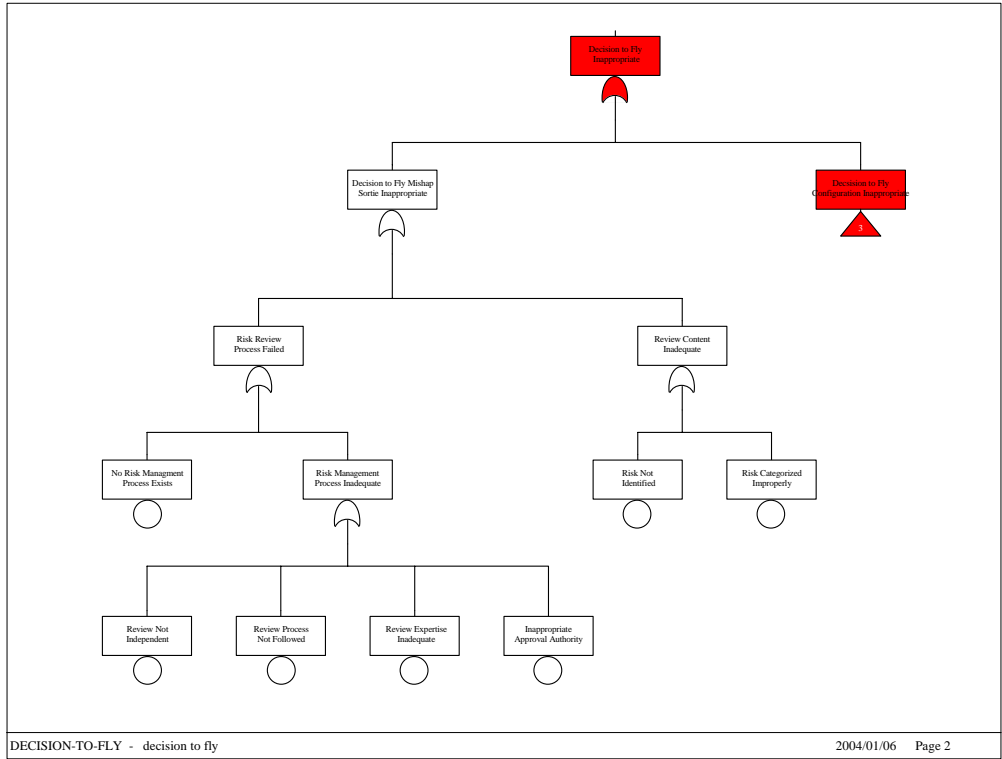 Decision to Fly
Inappropriate
Decision to Fly Mishap
Sortie Inappropriate
Decsision to Fly
Configuration Inappropriate
3
Risk Review
Process Failed
Review Content
Inadequate
No Risk Managment
Process Exists
Risk Management
Process Inadequate
Risk Not
Identified
Risk Categorized
Improperly
Review Not
Independent
Review Process
Not Followed
Review Expertise
Inadequate
Inappropriate
Approval Authority
DECISION-TO-FLY - decision to fly
2004/01/06 Page 2